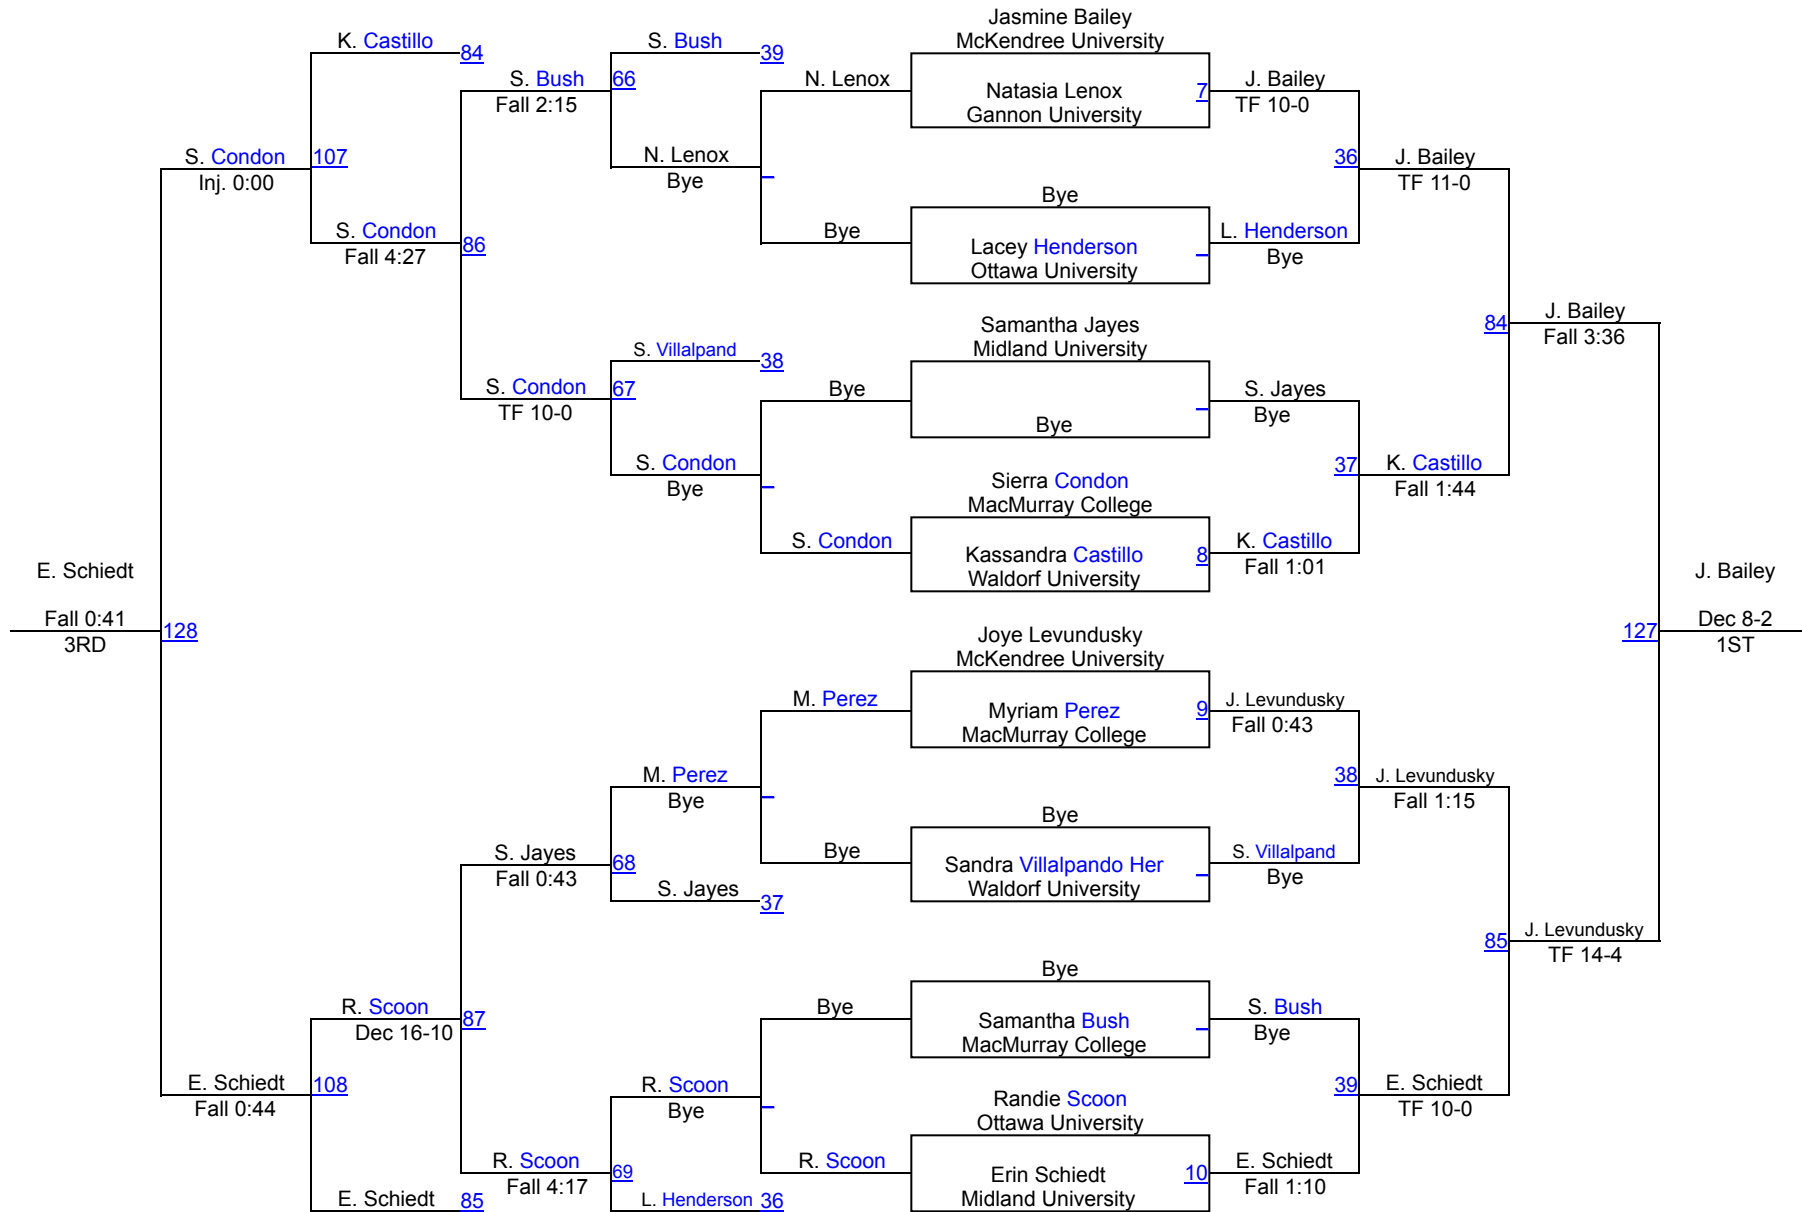 Jasmine Bailey
McKendree University
K. Castillo
84
S. Bush
39
S. Bush
66
Fall 2:15
N. Lenox
Natasia Lenox
Gannon University
7
J. Bailey
TF 10-0
S. Condon
107
Inj. 0:00
N. Lenox
Bye
36
J. Bailey
TF 11-0
Bye
S. Condon
86
Fall 4:27
Bye
Lacey Henderson
Ottawa University
L. Henderson
Bye
Samantha Jayes
Midland University
J. Bailey
84
Fall 3:36
S. Villalpand
38
S. Condon
67
TF 10-0
Bye
Bye
S. Jayes
Bye
S. Condon
Bye
Sierra Condon
MacMurray College
37
K. Castillo
Fall 1:44
S. Condon
Kassandra Castillo
Waldorf University
8
K. Castillo
Fall 1:01
E. Schiedt
Fall 0:41
3RD
128
J. Bailey
127
Dec 8-2
1ST
Joye Levundusky
McKendree University
M. Perez
Myriam Perez
MacMurray College
9
J. Levundusky
Fall 0:43
M. Perez
Bye
38
J. Levundusky
Fall 1:15
Bye
S. Jayes
68
Fall 0:43
Bye
Sandra Villalpando Her
Waldorf University
S. Villalpand
Bye
S. Jayes
37
85
J. Levundusky
TF 14-4
Bye
R. Scoon
87
Dec 16-10
Bye
Samantha Bush
MacMurray College
S. Bush
Bye
E. Schiedt
108
Fall 0:44
R. Scoon
Bye
Randie Scoon
Ottawa University
39
E. Schiedt
TF 10-0
R. Scoon
69
Fall 4:17
R. Scoon
Erin Schiedt
Midland University
10
E. Schiedt
Fall 1:10
E. Schiedt
85
L. Henderson
36